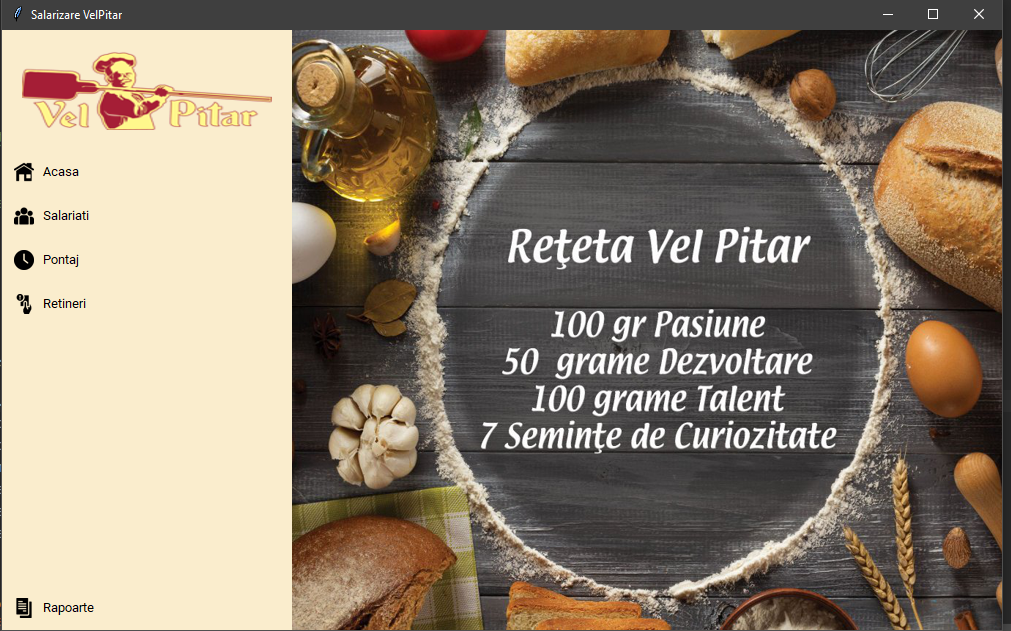 Salarizare VelPitar
Vel Pitar
Acasa
Salariati
Pontaj
Retineri
Rapoarte
Reţeta Vel Pitar
100 gr Pasiune
50 grame Dezvoltare
100 grame Talent
7 Seminţe de Curiozitate